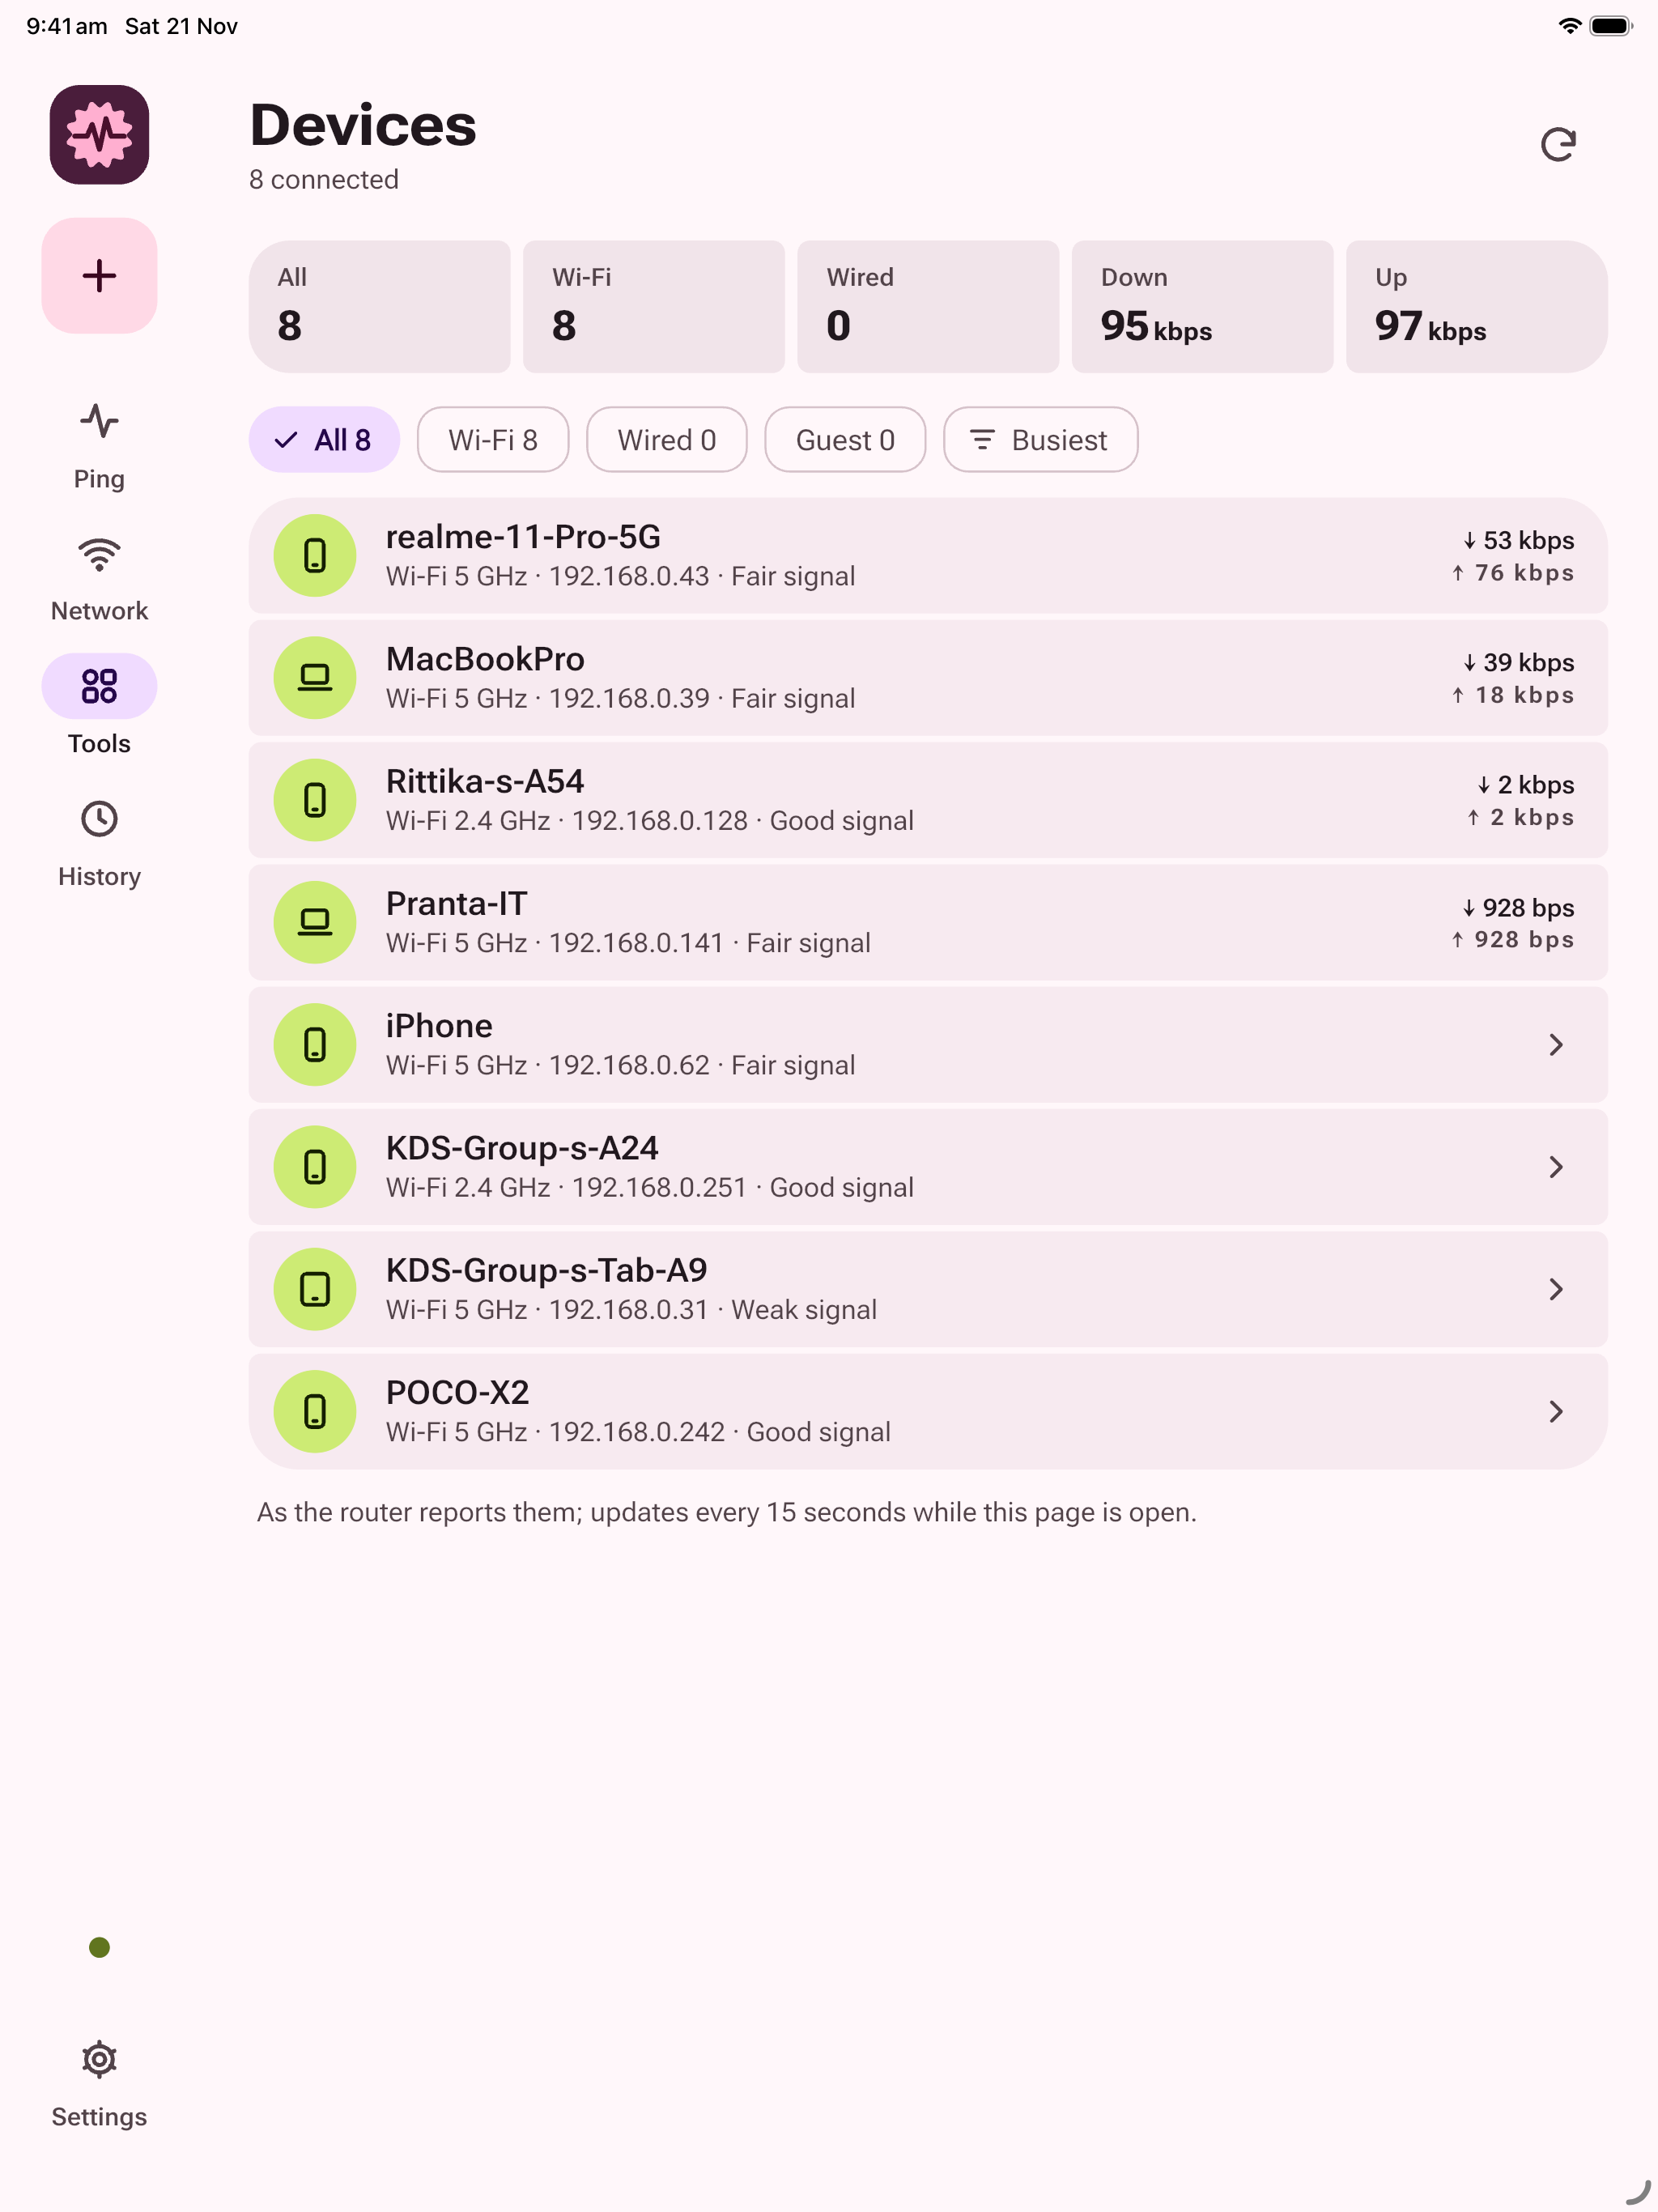 9:41 am Sat 21 Nov
Devices
8 connected
All
8
Wi-Fi
8
Wired
0
Down
95 kbps
Up
97 kbps
All 8
Wi-Fi 8
Wired 0
Guest 0
Busiest
Ping
Network
Tools
History
realme-11-Pro-5G
Wi-Fi 5 GHz · 192.168.0.43 · Fair signal
↓ 53 kbps
↑ 76 kbps
MacBookPro
Wi-Fi 5 GHz · 192.168.0.39 · Fair signal
↓ 39 kbps
↑ 18 kbps
Rittika-s-A54
Wi-Fi 2.4 GHz · 192.168.0.128 · Good signal
↓ 2 kbps
↑ 2 kbps
Pranta-IT
Wi-Fi 5 GHz · 192.168.0.141 · Fair signal
↓ 928 bps
↑ 928 bps
iPhone
Wi-Fi 5 GHz · 192.168.0.62 · Fair signal
KDS-Group-s-A24
Wi-Fi 2.4 GHz · 192.168.0.251 · Good signal
KDS-Group-s-Tab-A9
Wi-Fi 5 GHz · 192.168.0.31 · Weak signal
POCO-X2
Wi-Fi 5 GHz · 192.168.0.242 · Good signal
As the router reports them; updates every 15 seconds while this page is open.
Settings